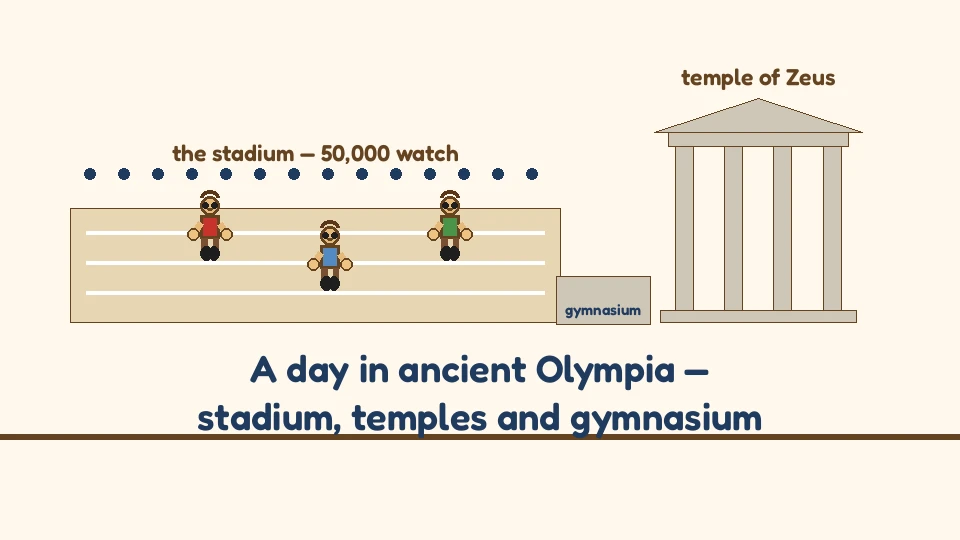 temple of Zeus
the stadium — 50,000 watch
gymnasium
A day in ancient Olympia —
stadium, temples and gymnasium